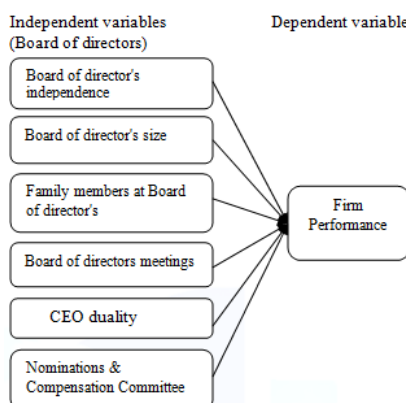 Independent variables
(Board of directors)
Dependent variable
Board of director's
independence
Board of director's size
Family members at Board
of director's
Board of directors meetings
CEO duality
Nominations &
Compensation Committee
Firm
Performance